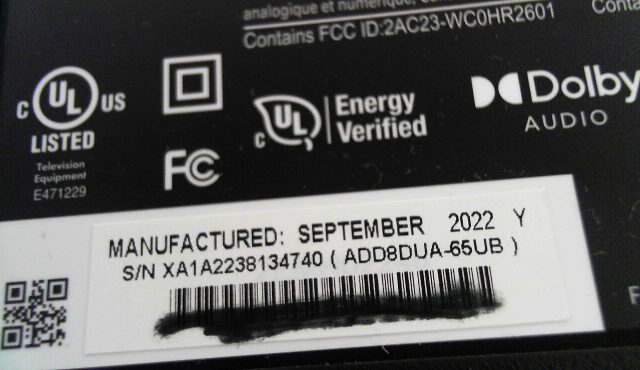 analogique et numérique,
Contains FCC ID:2AC23-WC0HR2601
Conta
C UL US
LISTED
Television
Equipment
E471229
FC
C UL
Energy
Verified
Dolby
AUDIO
MANUFACTURED: SEPTEMBER 2022 Y
S/N XA1A2238134740 ( ADD8DUA-65UB )
F